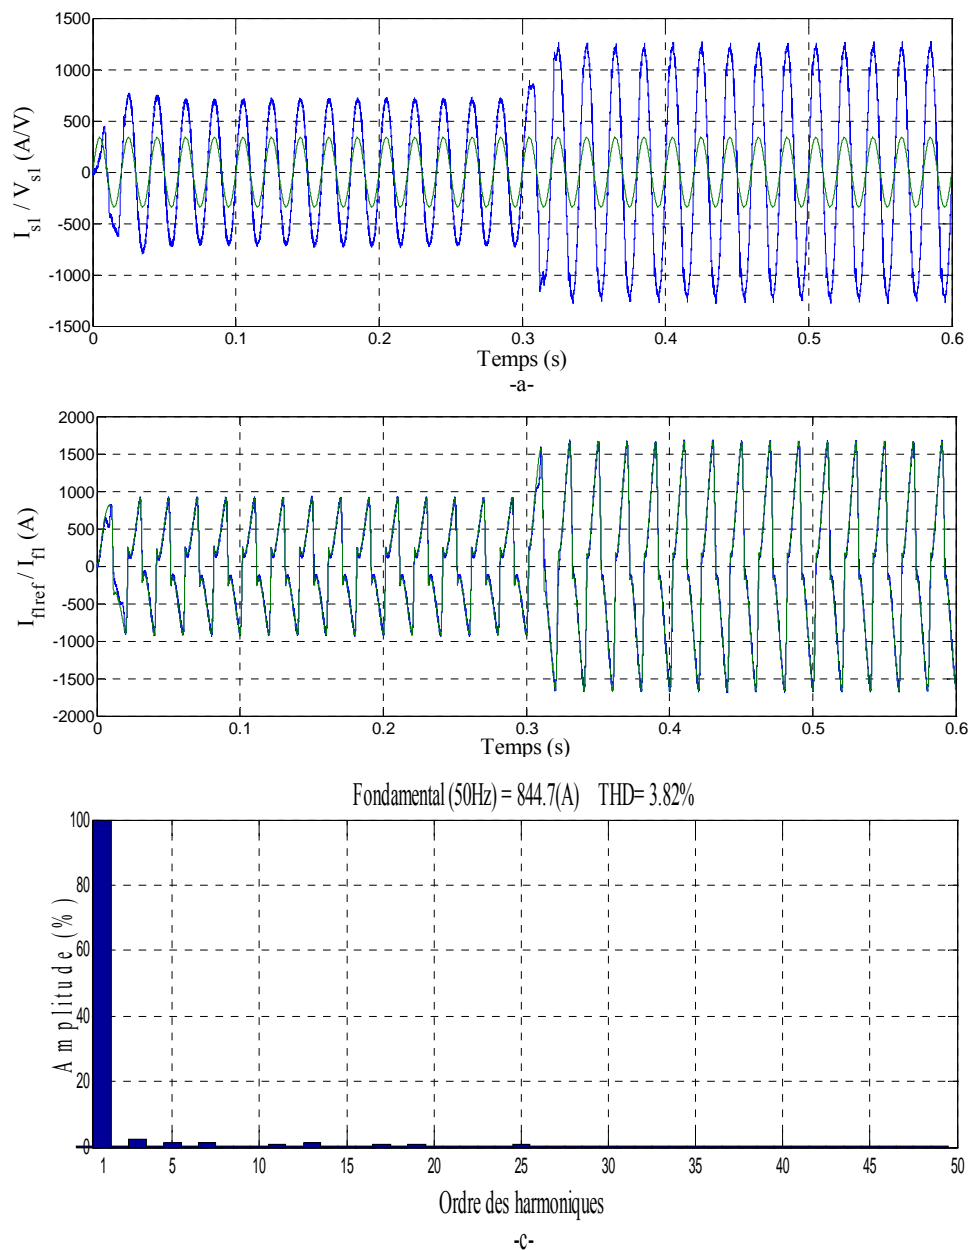 1500
1000
500
0
-500
-1000
-1500
I_s1 / V_s1 (A/V)
0 0.1 0.2 0.3 0.4 0.5 0.6
Temps (s)
-a-
2000
1500
1000
500
0
-500
-1000
-1500
-2000
I_f1ref / I_f1 (A)
0 0.1 0.2 0.3 0.4 0.5 0.6
Temps (s)
Fondamental (50Hz) = 844.7(A) THD= 3.82%
100
80
60
40
20
0
Amplitude (%)
1 5 10 15 20 25 30 35 40 45 50
Ordre des harmoniques
-c-